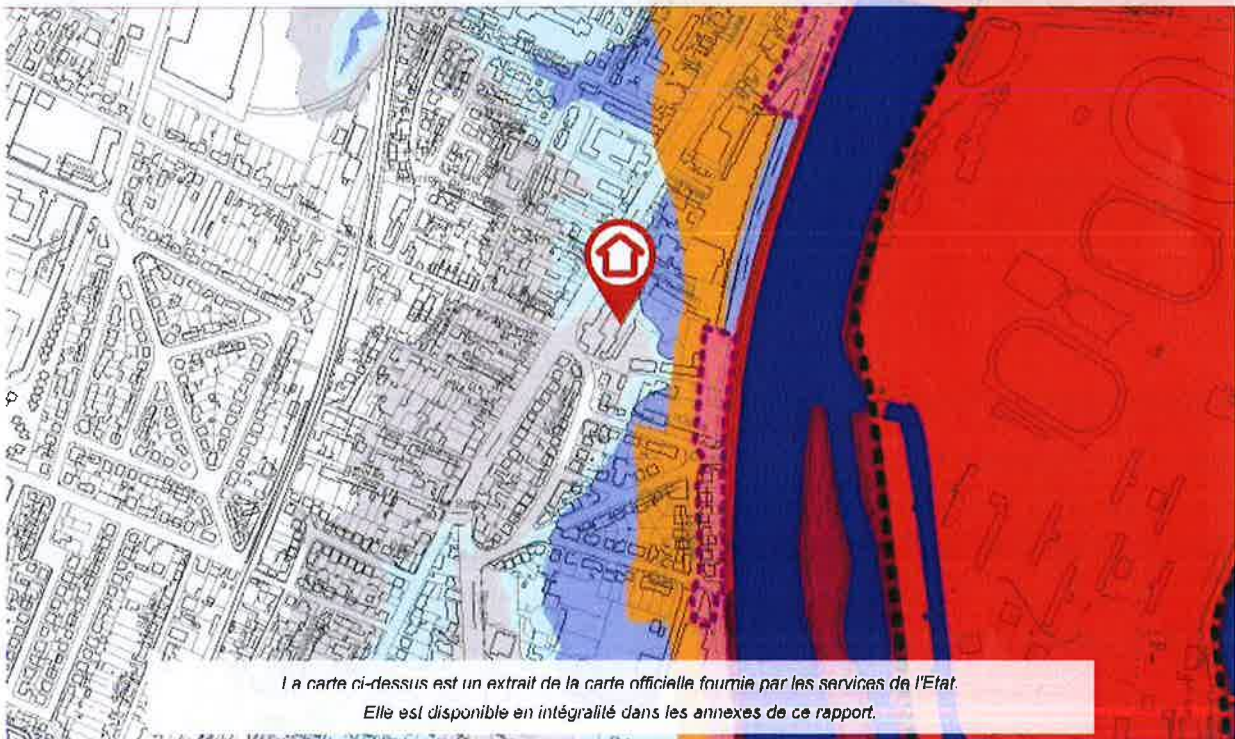 La carte ci-dessus est un extrait de la carte officielle fournie par les services de l'Etat.
Elle est disponible en intégralité dans les annexes de ce rapport.